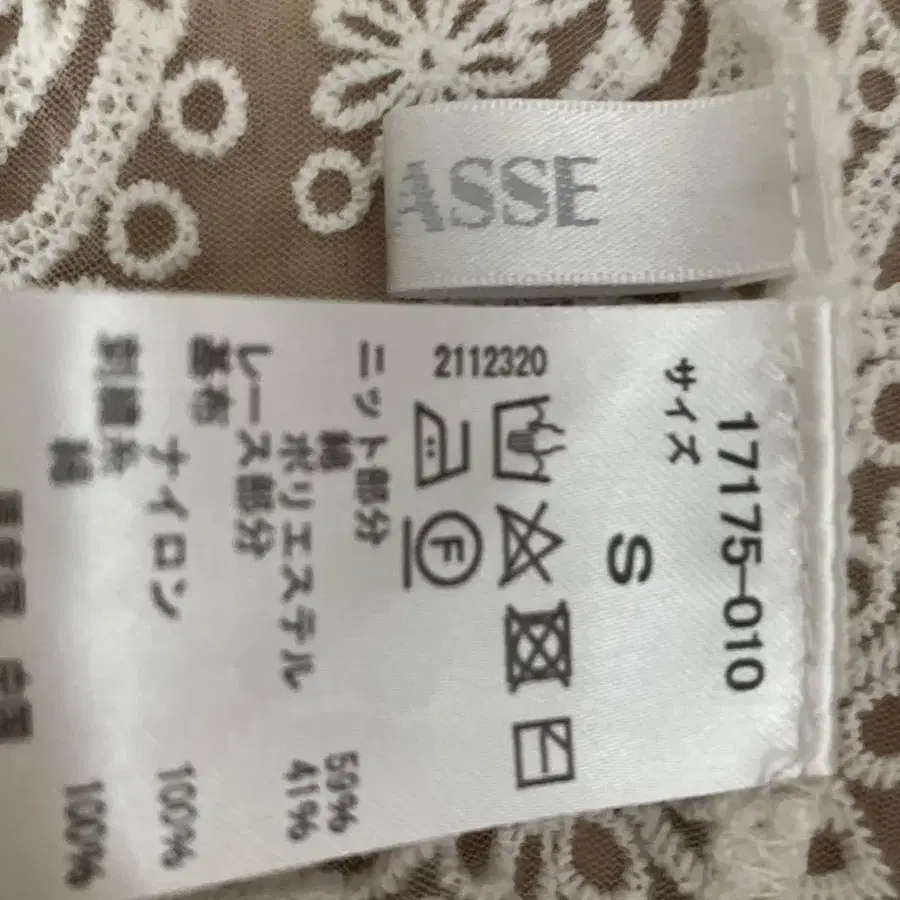 ASSE
17175-010
サイズ
S
2112320
ニット部分
綿 59%
ポリエステル 41%
レース部分
基布
ナイロン 100%
刺繍糸
綿 100%